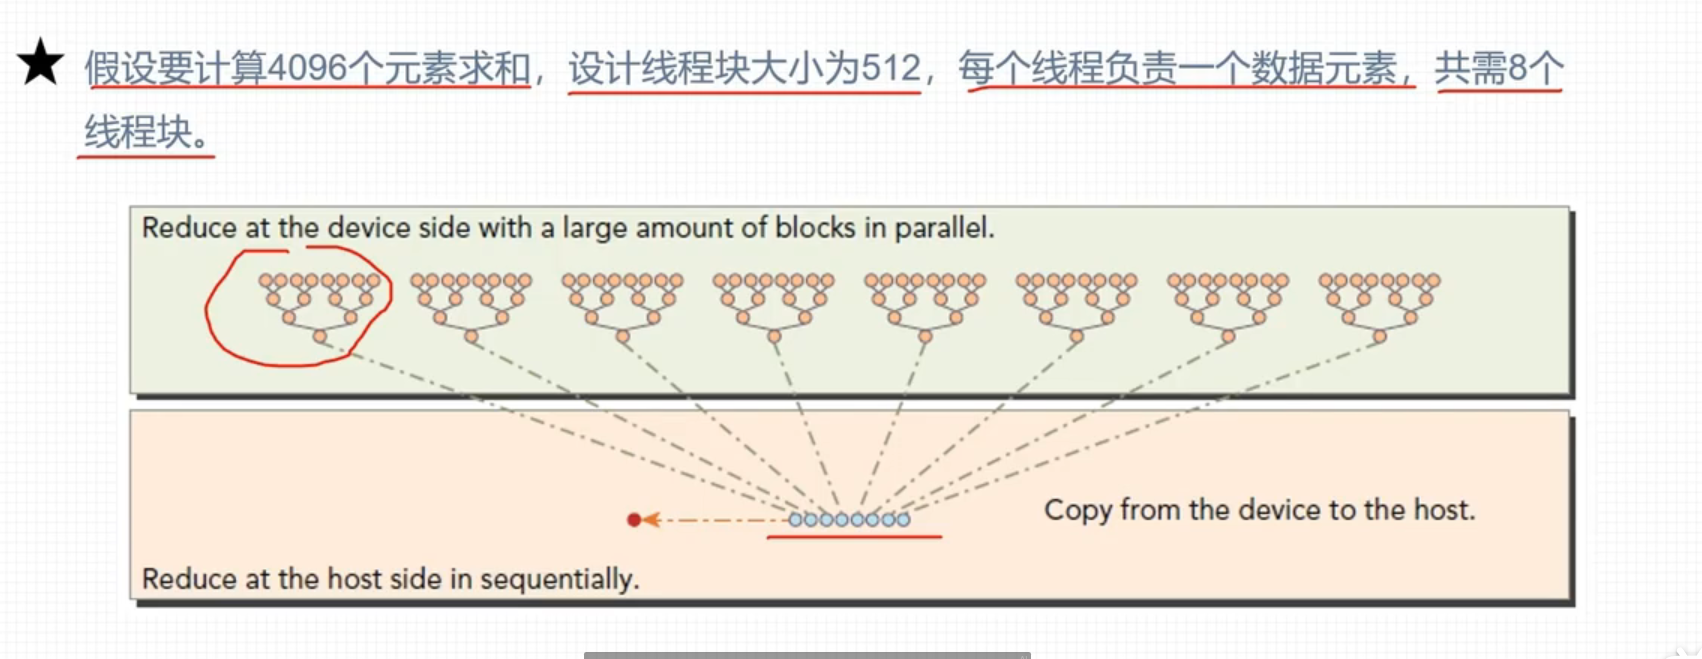 假设要计算4096个元素求和，设计线程块大小为512，每个线程负责一个数据元素，共需8个
线程块。
Reduce at the device side with a large amount of blocks in parallel.
Copy from the device to the host.
Reduce at the host side in sequentially.